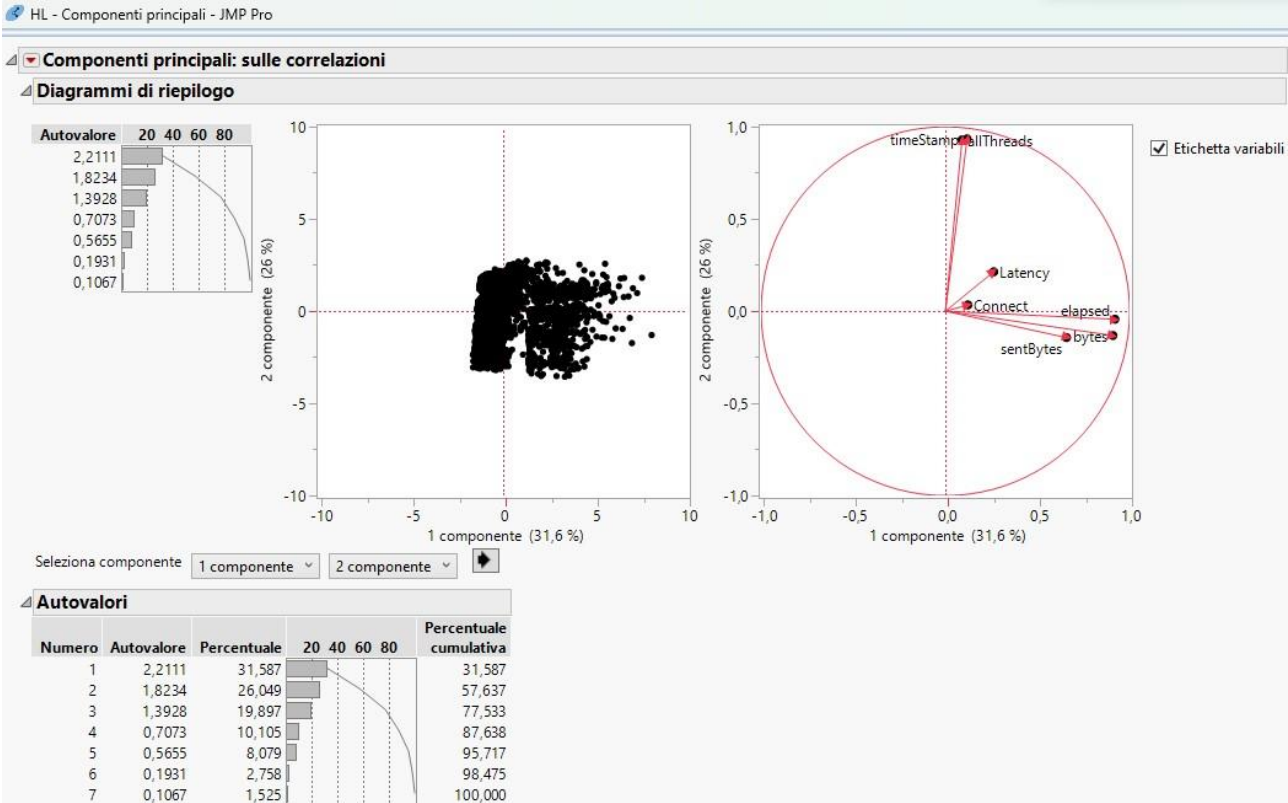 HL - Componenti principali - JMP Pro
Componenti principali: sulle correlazioni
Diagrammi di riepilogo
Autovalore 20 40 60 80
2,2111
1,8234
1,3928
0,7073
0,5655
0,1931
0,1067
10
5
0
-5
-10
2 componente (26 %)
-10 -5 0 5 10
1 componente (31,6 %)
1,0
0,5
0,0
-0,5
-1,0
2 componente (26 %)
timeStamp allThreads
Latency
Connect
elapsed
bytes
sentBytes
-1,0 -0,5 0,0 0,5 1,0
1 componente (31,6 %)
Etichetta variabili
Seleziona componente 1 componente 2 componente
Autovalori
Numero Autovalore Percentuale 20 40 60 80 Percentuale cumulativa
1 2,2111 31,587 31,587
2 1,8234 26,049 57,637
3 1,3928 19,897 77,533
4 0,7073 10,105 87,638
5 0,5655 8,079 95,717
6 0,1931 2,758 98,475
7 0,1067 1,525 100,000